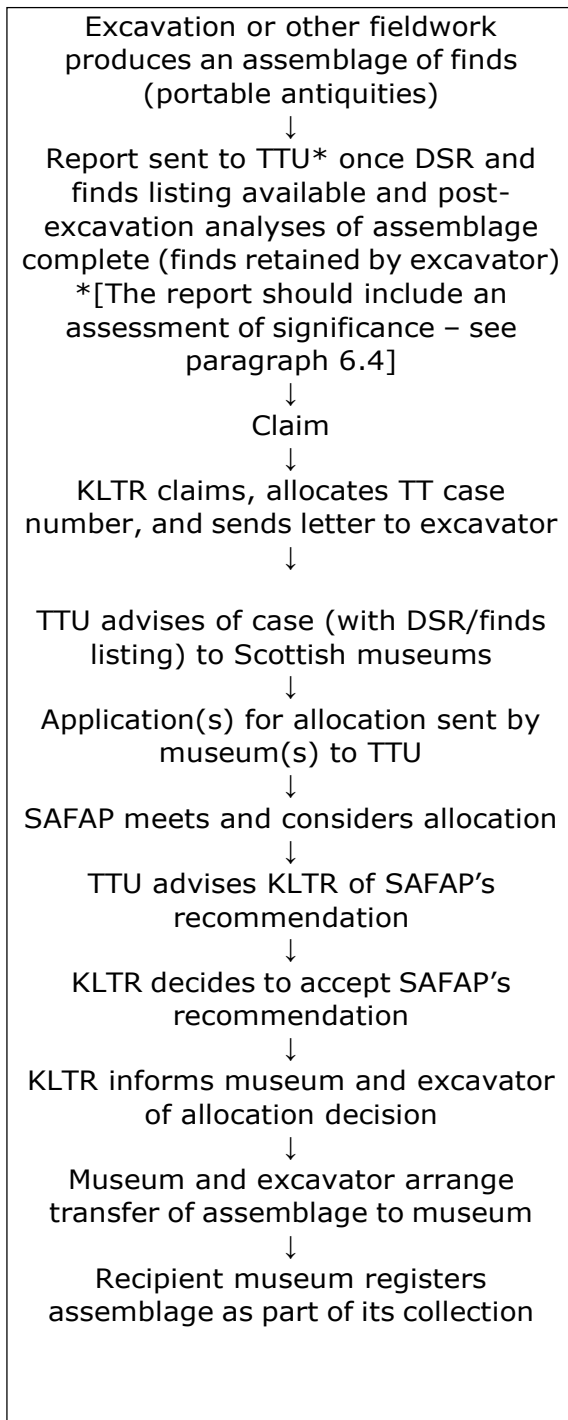 Excavation or other fieldwork
produces an assemblage of finds
(portable antiquities)
↓
Report sent to TTU* once DSR and
finds listing available and post-
excavation analyses of assemblage
complete (finds retained by excavator)
*[The report should include an
assessment of significance – see
paragraph 6.4]
↓
Claim
↓
KLTR claims, allocates TT case
number, and sends letter to excavator
↓
TTU advises of case (with DSR/finds
listing) to Scottish museums
↓
Application(s) for allocation sent by
museum(s) to TTU
↓
SAFAP meets and considers allocation
↓
TTU advises KLTR of SAFAP’s
recommendation
↓
KLTR decides to accept SAFAP’s
recommendation
↓
KLTR informs museum and excavator
of allocation decision
↓
Museum and excavator arrange
transfer of assemblage to museum
↓
Recipient museum registers
assemblage as part of its collection